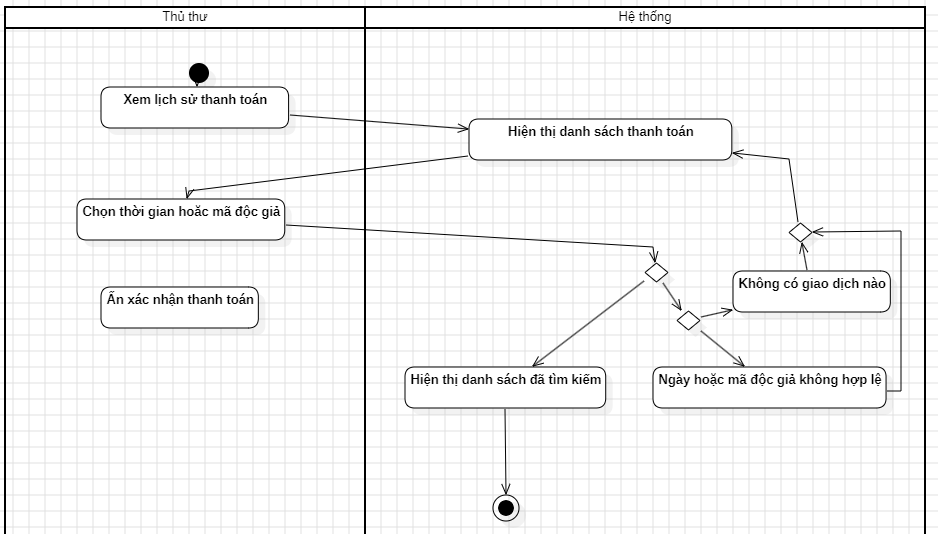 Thủ thư
Hệ thống
Xem lịch sử thanh toán
Hiện thị danh sách thanh toán
Chọn thời gian hoặc mã độc giả
Không có giao dịch nào
Ấn xác nhận thanh toán
Hiện thị danh sách đã tìm kiếm
Ngày hoặc mã độc giả không hợp lệ